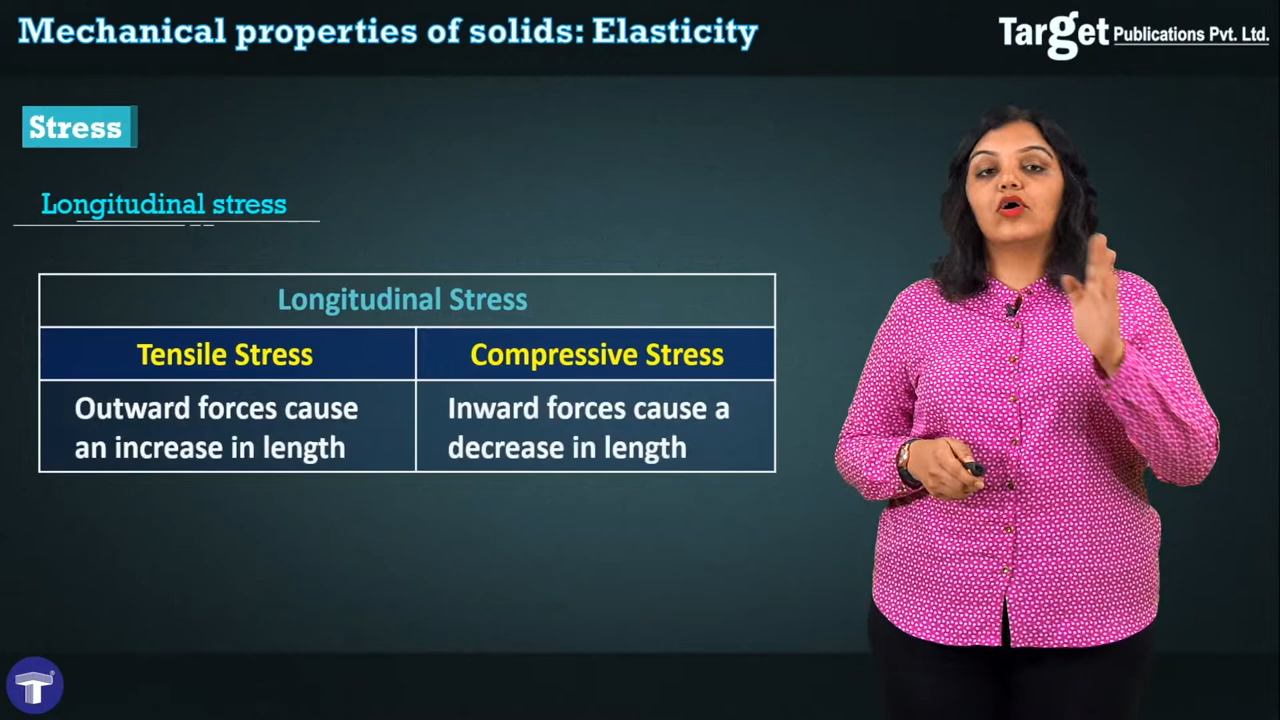 Mechanical properties of solids: Elasticity
Target Publications Pvt. Ltd.
Stress
Longitudinal stress
Longitudinal Stress
Tensile Stress
Compressive Stress
Outward forces cause
an increase in length
Inward forces cause a
decrease in length
T